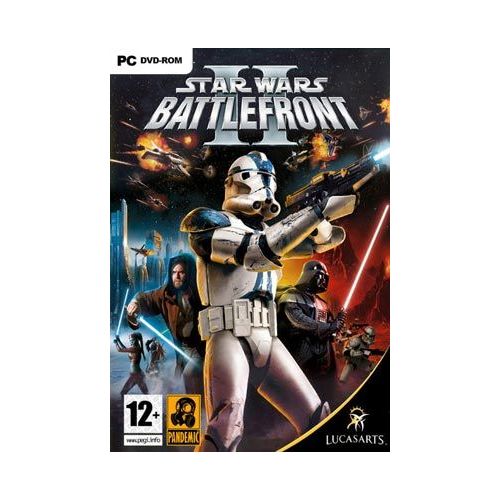 PC DVD-ROM
STAR WARS
II
BATTLEFRONT
12+
www.pegi.info
PANDEMIC
LUCASARTS